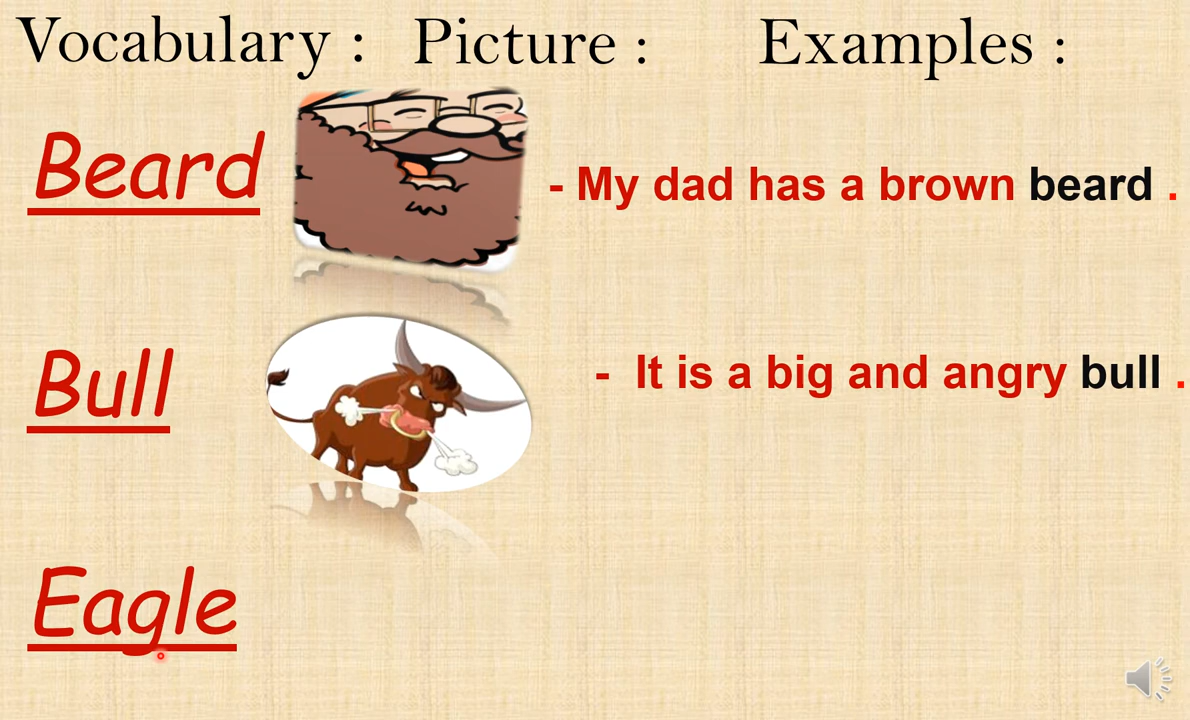 Vocabulary : Picture : Examples :
Beard - My dad has a brown beard .
Bull - It is a big and angry bull .
Eagle